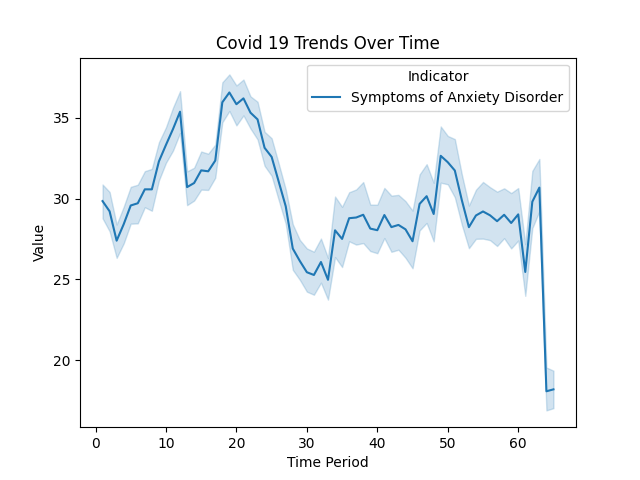 Covid 19 Trends Over Time
Indicator
Symptoms of Anxiety Disorder
35
30
25
20
Value
0 10 20 30 40 50 60
Time Period